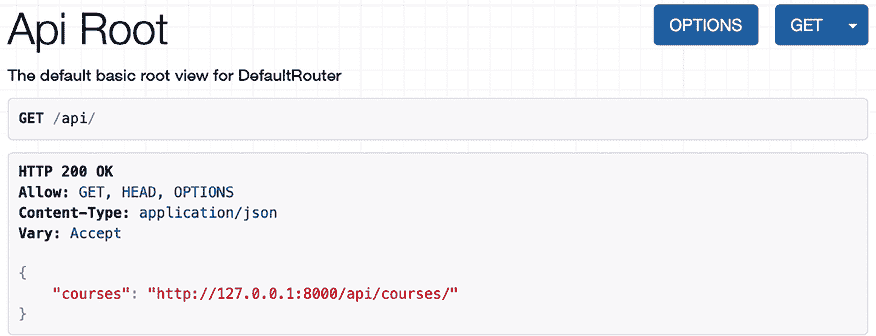 Api Root
OPTIONS
GET
The default basic root view for DefaultRouter
GET /api/
HTTP 200 OK
Allow: GET, HEAD, OPTIONS
Content-Type: application/json
Vary: Accept
{
"courses": "http://127.0.0.1:8000/api/courses/"
}